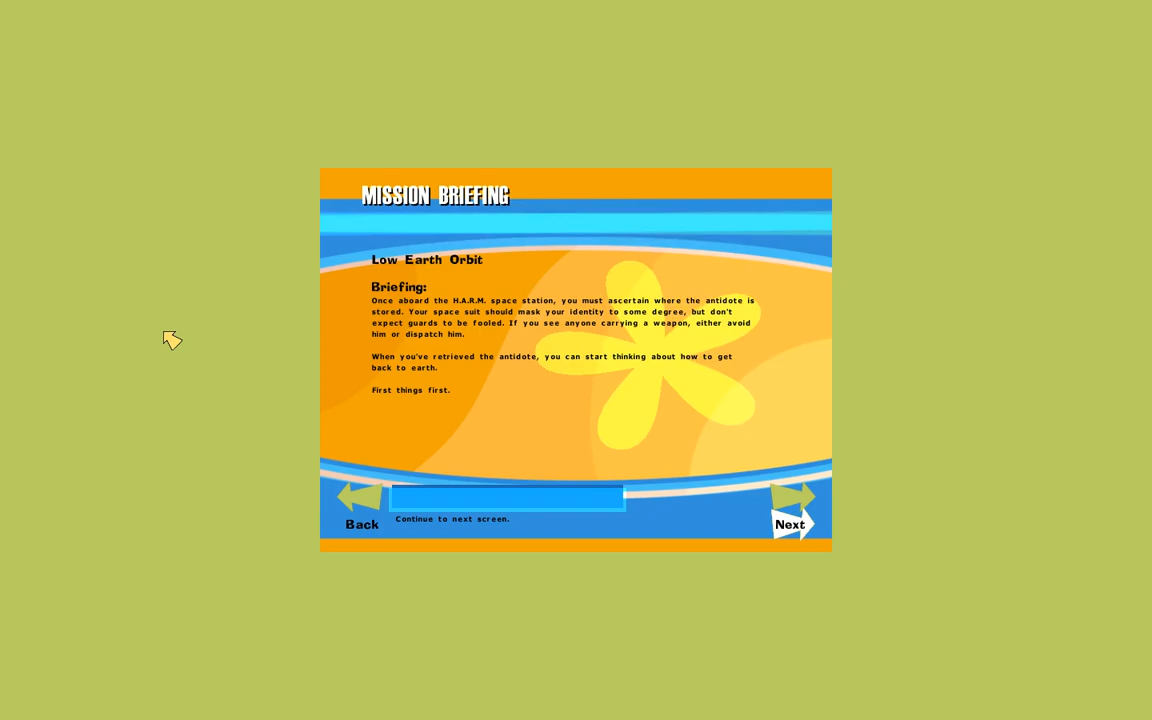 MISSION BRIEFING
Low Earth Orbit
Briefing:
Once aboard the H.A.R.M. space station, you must ascertain where the antidote is
stored. Your space suit should mask your identity to some degree, but don't
expect guards to be fooled. If you see anyone carrying a weapon, either avoid
him or dispatch him.
When you've retrieved the antidote, you can start thinking about how to get
back to earth.
First things first.
Back
Continue to next screen.
Next